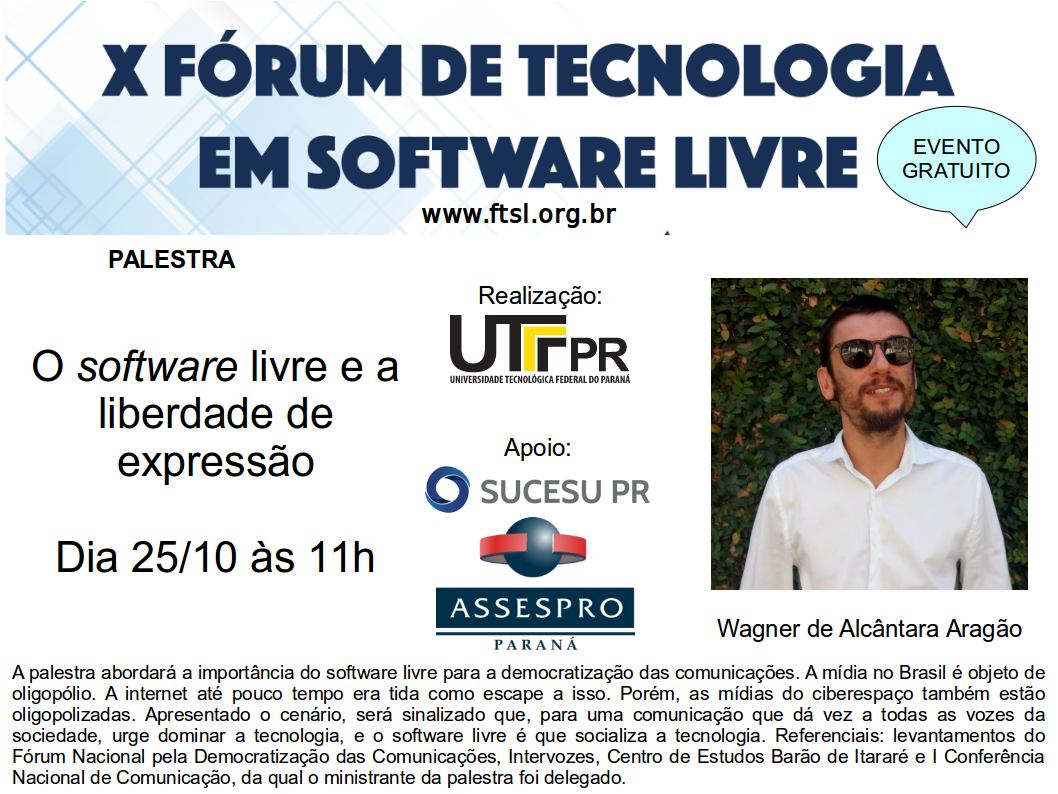 X FÓRUM DE TECNOLOGIA
EM SOFTWARE LIVRE
EVENTO
GRATUITO
www.ftsl.org.br
PALESTRA
O software livre e a
liberdade de
expressão
Dia 25/10 às 11h
Realização:
UTFPR
UNIVERSIDADE TECNOLÓGICA FEDERAL DO PARANÁ
Apoio:
SUCESU PR
ASSESPRO
PARANÁ
Wagner de Alcântara Aragão
A palestra abordará a importância do software livre para a democratização das comunicações. A mídia no Brasil é objeto de
oligopólio. A internet até pouco tempo era tida como escape a isso. Porém, as mídias do ciberespaço também estão
oligopolizadas. Apresentado o cenário, será sinalizado que, para uma comunicação que dá vez a todas as vozes da
sociedade, urge dominar a tecnologia, e o software livre é que socializa a tecnologia. Referenciais: levantamentos do
Fórum Nacional pela Democratização das Comunicações, Intervozes, Centro de Estudos Barão de Itararé e I Conferência
Nacional de Comunicação, da qual o ministrante da palestra foi delegado.